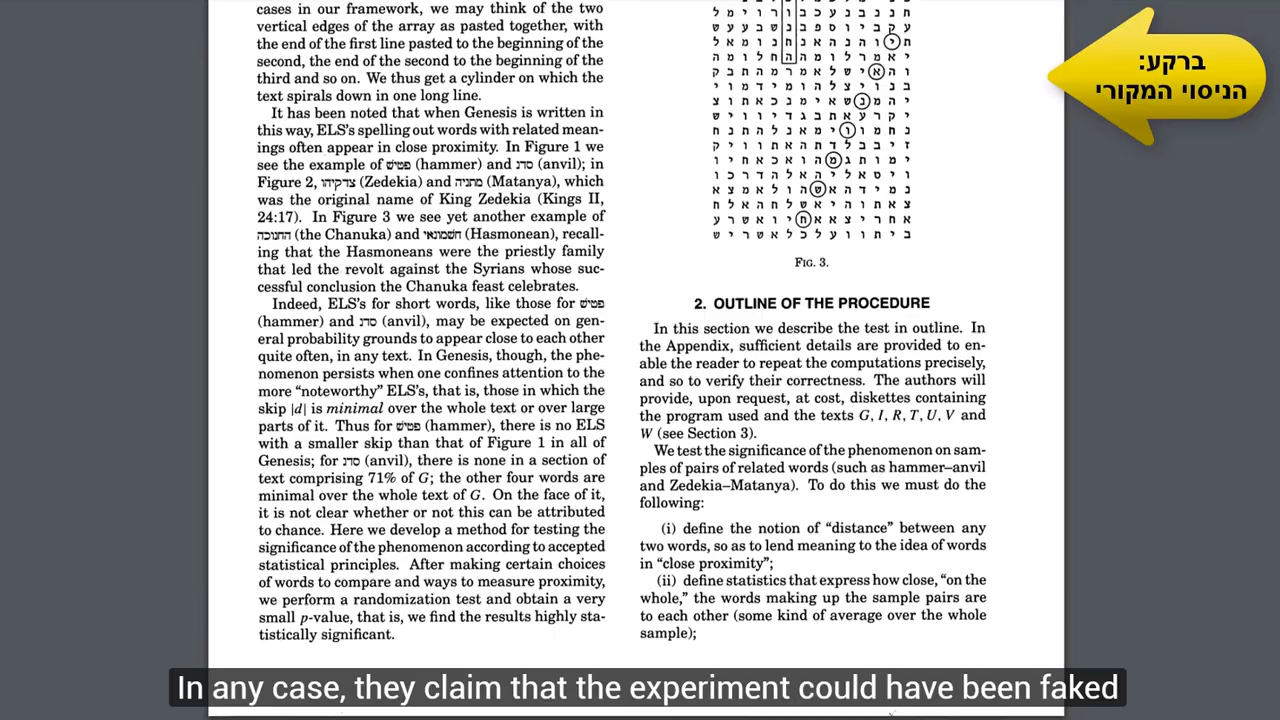 cases in our framework, we may think of the two
vertical edges of the array as pasted together, with
the end of the first line pasted to the beginning of
the second, the end of the second to the beginning of
the third and so on. We thus get a cylinder on which the
text spirals down in one long line.
It has been noted that when Genesis is written in
this way, ELS's spelling out words with related mean-
ings often appear in close proximity. In Figure 1 we
see the example of פטיש (hammer) and סדנ (anvil); in
Figure 2, צדקיהו (Zedekia) and מתניה (Matanya), which
was the original name of King Zedekia (Kings II,
24:17). In Figure 3 we see yet another example of
החנוכה (the Chanuka) and חשמונאי (Hasmonean), recall-
ing that the Hasmoneans were the priestly family
that led the revolt against the Syrians whose suc-
cessful conclusion the Chanuka feast celebrates.
Indeed, ELS's for short words, like those for פטיש
(hammer) and סדנ (anvil), may be expected on gen-
eral probability grounds to appear close to each other
quite often, in any text. In Genesis, though, the phe-
nomenon persists when one confines attention to the
more “noteworthy” ELS's, that is, those in which the
skip |d| is minimal over the whole text or over large
parts of it. Thus for פטיש (hammer), there is no ELS
with a smaller skip than that of Figure 1 in all of
Genesis; for סדנ (anvil), there is none in a section of
text comprising 71% of G; the other four words are
minimal over the whole text of G. On the face of it,
it is not clear whether or not this can be attributed
to chance. Here we develop a method for testing the
significance of the phenomenon according to accepted
statistical principles. After making certain choices
of words to compare and ways to measure proximity,
we perform a randomization test and obtain a very
small p-value, that is, we find the results highly sta-
tistically significant.
ח נ נ ב נ ע כ ב ו ר ו י מ ל
ע ק ב י ו ס פ ב נ ש ב ע ע ש
ת י ו ה נ ה א נ ח נ ו מ א ל
י א מ ר ל ו מ ה ה ח ל ו מ ה
ו ה א י ש ל א מ ר מ ה ת ב ק
ב נ ו י צ ל ה ו מ י ד מ ו י
י ה מ נ ש א י מ נ כ א ת ו צ
י ק ר ע א ת ב ג ד י ו ו י ש
נ ח מ ו ו י מ א נ ל ה ת נ ח
ז י ב ב ל ד ת ה א ת ו ו י ק
י מ ו ת ג מ ה ו א כ א ח י ו
ו י ט א ל י ה א ל ה ד ר כ ו
נ מ י ד ה א ש ה ו ל א מ צ א
צ א ת ו ה י א ש ל ח ה א ל ח
א ח ר י צ א א ח י ו א ש ר ע
ב י ת ו ו ע ל כ ל א ש ר י ש
FIG. 3.
2. OUTLINE OF THE PROCEDURE
In this section we describe the test in outline. In
the Appendix, sufficient details are provided to en-
able the reader to repeat the computations precisely,
and so to verify their correctness. The authors will
provide, upon request, at cost, diskettes containing
the program used and the texts G, I, R, T, U, V and
W (see Section 3).
We test the significance of the phenomenon on sam-
ples of pairs of related words (such as hammer–anvil
and Zedekia–Matanya). To do this we must do the
following:
(i) define the notion of “distance” between any
two words, so as to lend meaning to the idea of words
in “close proximity”;
(ii) define statistics that express how close, “on the
whole,” the words making up the sample pairs are
to each other (some kind of average over the whole
sample);
ברקע:
הניסוי המקורי
In any case, they claim that the experiment could have been faked